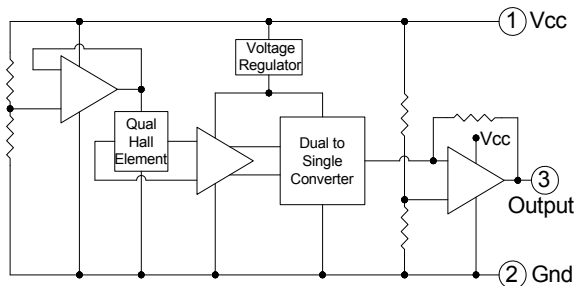 1 Vcc
Voltage
Regulator
Qual
Hall
Element
Dual to
Single
Converter
Vcc
3
Output
2 Gnd